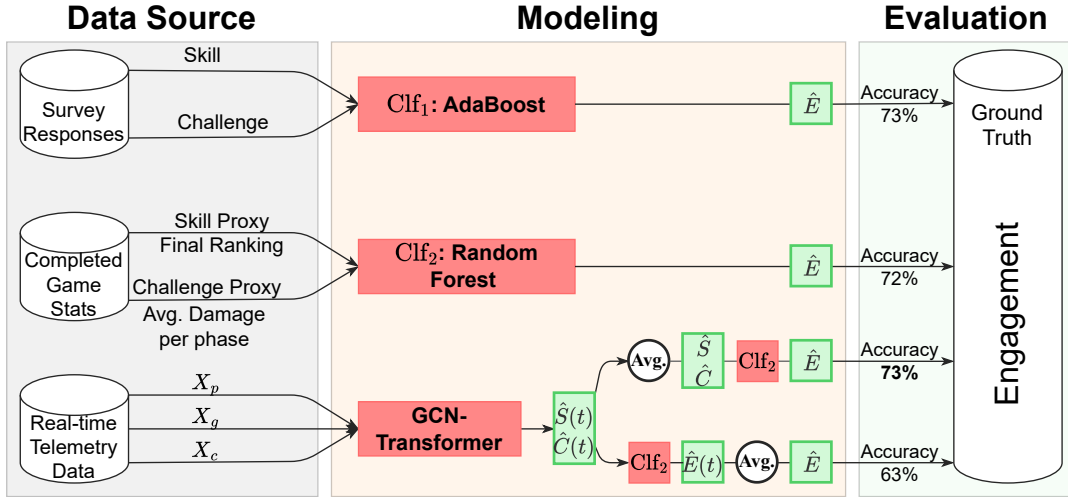 Data Source
Modeling
Evaluation
Survey
Responses
Skill
Challenge
Clf₁: AdaBoost
Ê
Accuracy
73%
Ground
Truth
Engagement
Completed
Game
Stats
Skill Proxy
Final Ranking
Challenge Proxy
Avg. Damage
per phase
Clf₂: Random
Forest
Ê
Accuracy
72%
Real-time
Telemetry
Data
Xₚ
X_g
X_c
GCN-
Transformer
Ŝ(t)
Ĉ(t)
Avg.
Ŝ
Ĉ
Clf₂
Ê
Accuracy
73%
Clf₂
Ê(t)
Avg.
Ê
Accuracy
63%